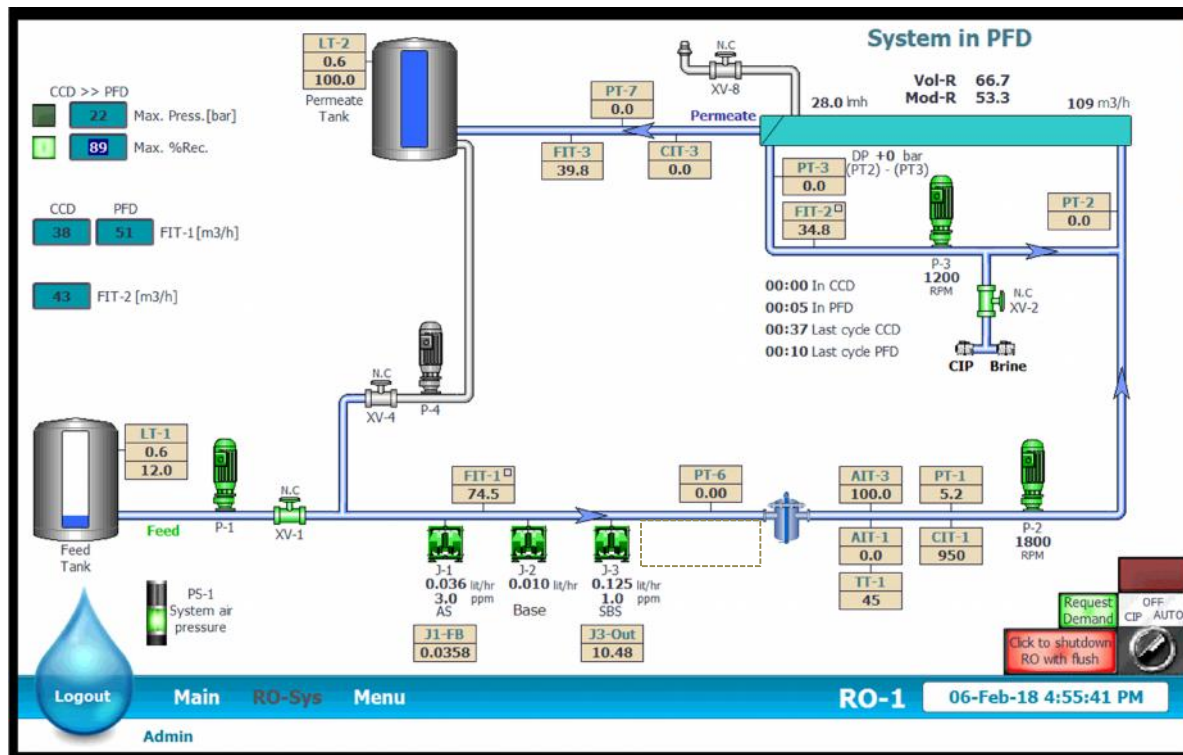 System in PFD
CCD >> PFD
22 Max. Press.[bar]
89 Max. %Rec.
CCD PFD
38 51 FIT-1[m3/h]
43 FIT-2 [m3/h]
LT-2
0.6
100.0
Permeate
Tank
PT-7
0.0
FIT-3
39.8
CIT-3
0.0
Permeate
N.C
XV-8
Vol-R 66.7
Mod-R 53.3
28.0 lmh
109 m3/h
DP +0 bar
(PT2) - (PT3)
PT-3
0.0
FIT-2
34.8
PT-2
0.0
P-3
1200
RPM
N.C
XV-2
CIP Brine
00:00 In CCD
00:05 In PFD
00:37 Last cycle CCD
00:10 Last cycle PFD
N.C
XV-4
P-4
LT-1
0.6
12.0
Feed
Tank
Feed
P-1
N.C
XV-1
FIT-1
74.5
PT-6
0.00
AIT-3
100.0
PT-1
5.2
AIT-1
0.0
CIT-1
950
TT-1
45
P-2
1800
RPM
J-1
0.036 lit/hr
3.0 ppm
AS
J1-FB
0.0358
J-2
0.010 lit/hr
Base
J-3
0.125 lit/hr
1.0 ppm
SBS
J3-Out
10.48
PS-1
System air
pressure
Request
Demand
OFF
CIP AUTO
Click to shutdown
RO with flush
Logout Main RO-Sys Menu RO-1 06-Feb-18 4:55:41 PM
Admin